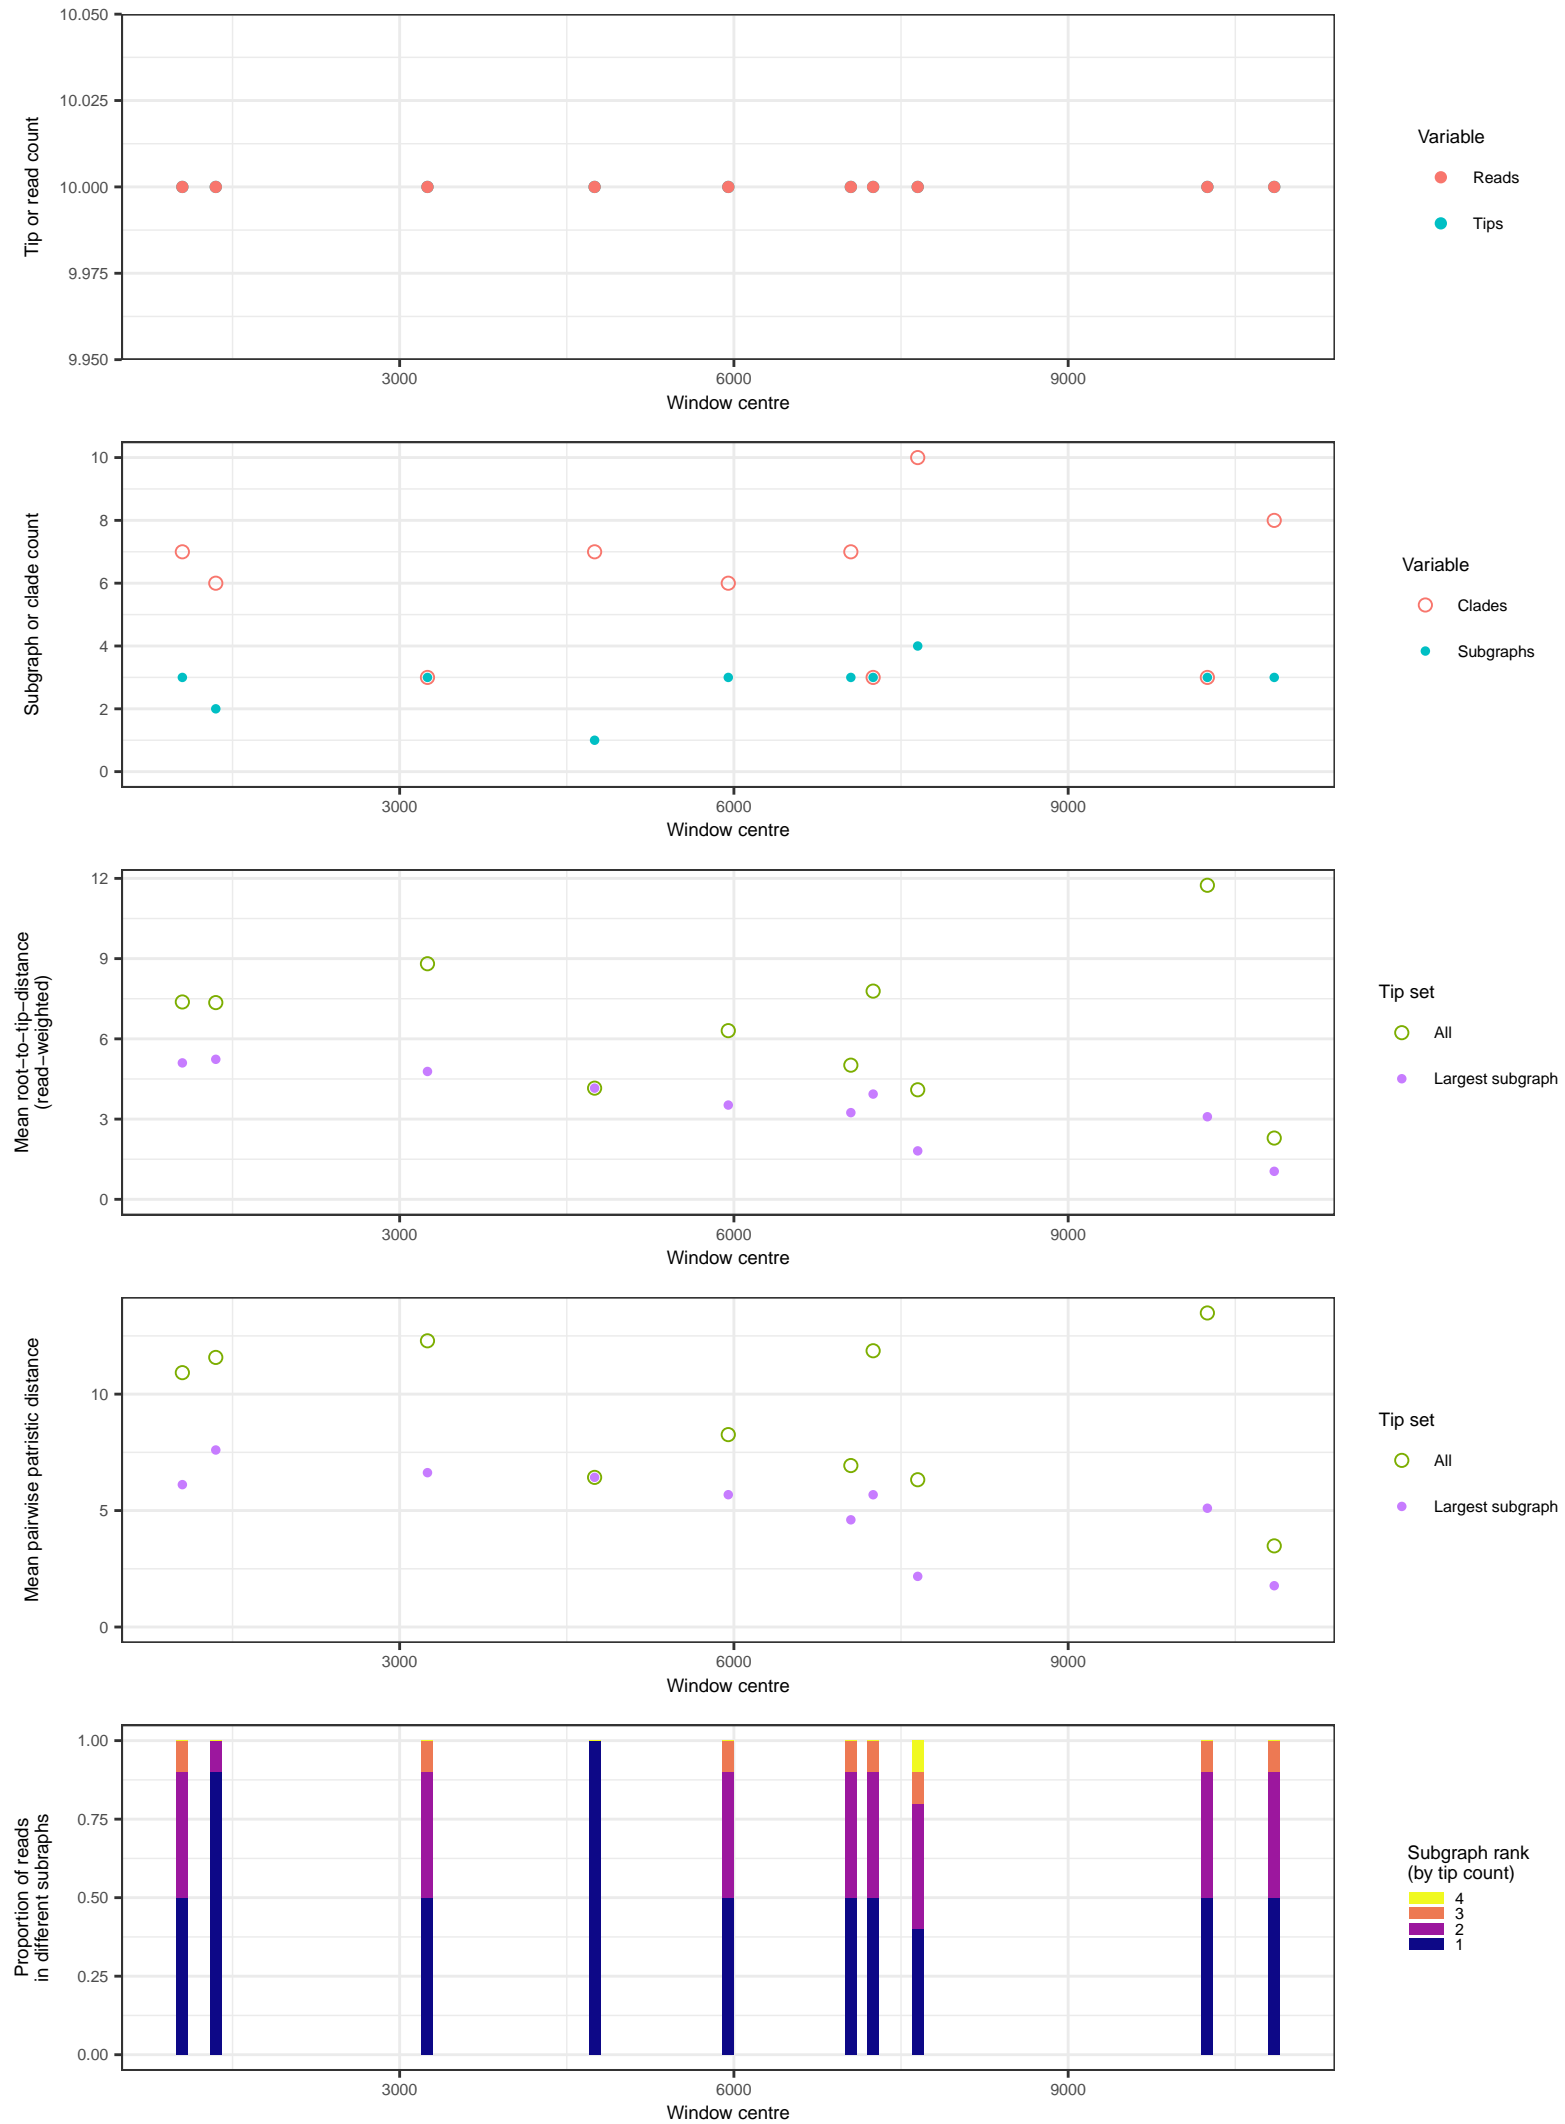 10.050
10.025
10.000
9.975
9.950
Tip or read count
3000
6000
9000
Window centre
Variable
Reads
Tips
10
8
6
4
2
0
Subgraph or clade count
3000
6000
9000
Window centre
Variable
Clades
Subgraphs
12
9
6
3
0
Mean root−to−tip−distance
(read−weighted)
3000
6000
9000
Window centre
Tip set
All
Largest subgraph
10
5
0
Mean pairwise patristic distance
3000
6000
9000
Window centre
Tip set
All
Largest subgraph
1.00
0.75
0.50
0.25
0.00
Proportion of reads
in different subraphs
3000
6000
9000
Window centre
Subgraph rank
(by tip count)
4
3
2
1